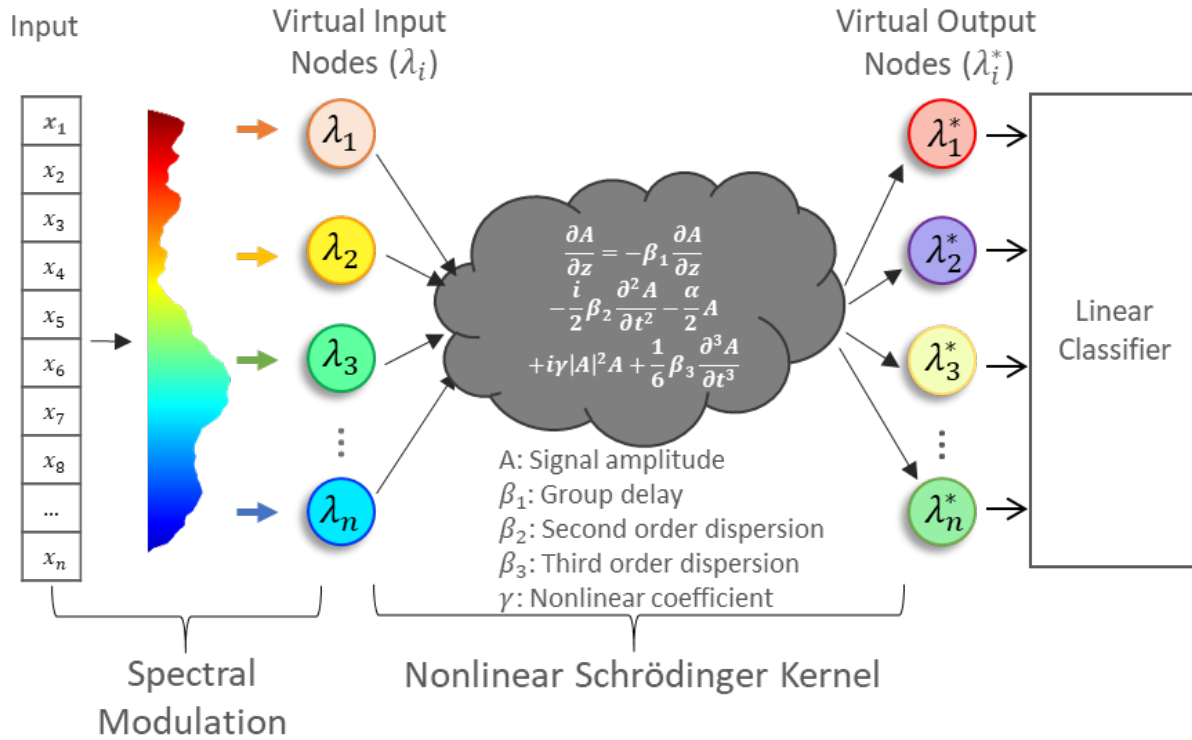 Input
x₁
x₂
x₃
x₄
x₅
x₆
x₇
x₈
...
xₙ
Spectral
Modulation
Virtual Input
Nodes (λᵢ)
λ₁
λ₂
λ₃
⋮
λₙ
∂A/∂z = −β₁ ∂A/∂z
− i/2 β₂ ∂²A/∂t² − α/2 A
+iγ|A|²A + 1/6 β₃ ∂³A/∂t³
A: Signal amplitude
β₁: Group delay
β₂: Second order dispersion
β₃: Third order dispersion
γ: Nonlinear coefficient
Nonlinear Schrödinger Kernel
Virtual Output
Nodes (λᵢ*)
λ₁*
λ₂*
λ₃*
⋮
λₙ*
Linear
Classifier